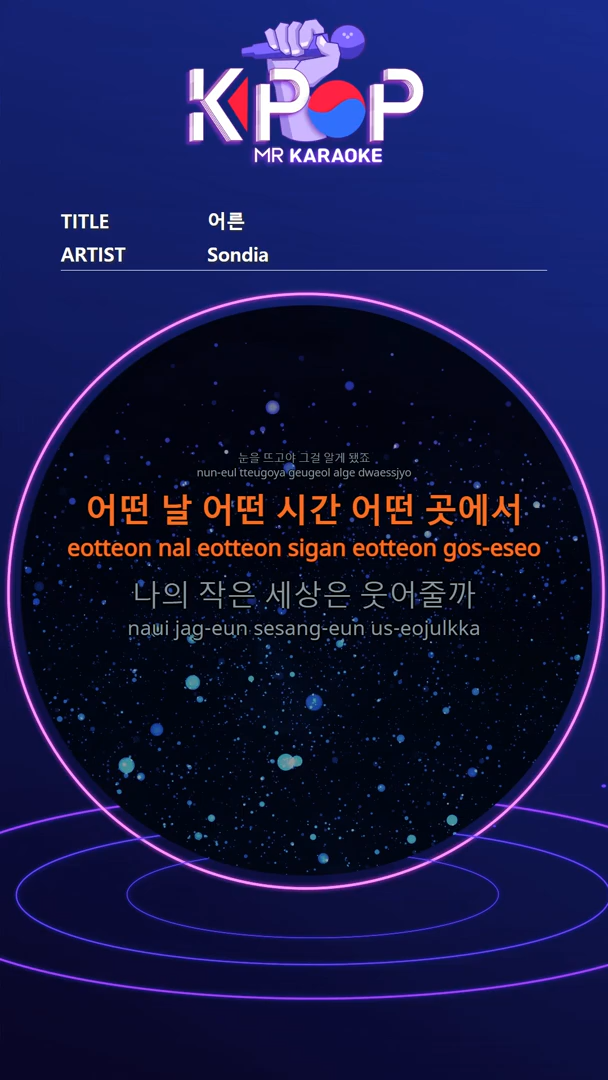 KPOP
MR KARAOKE
TITLE 어른
ARTIST Sondia
눈을 뜨고야 그걸 알게 됐죠
nun-eul tteugoya geugeol alge dwaessjyo
어떤 날 어떤 시간 어떤 곳에서
eotteon nal eotteon sigan eotteon gos-eseo
나의 작은 세상은 웃어줄까
naui jag-eun sesang-eun us-eojulkka